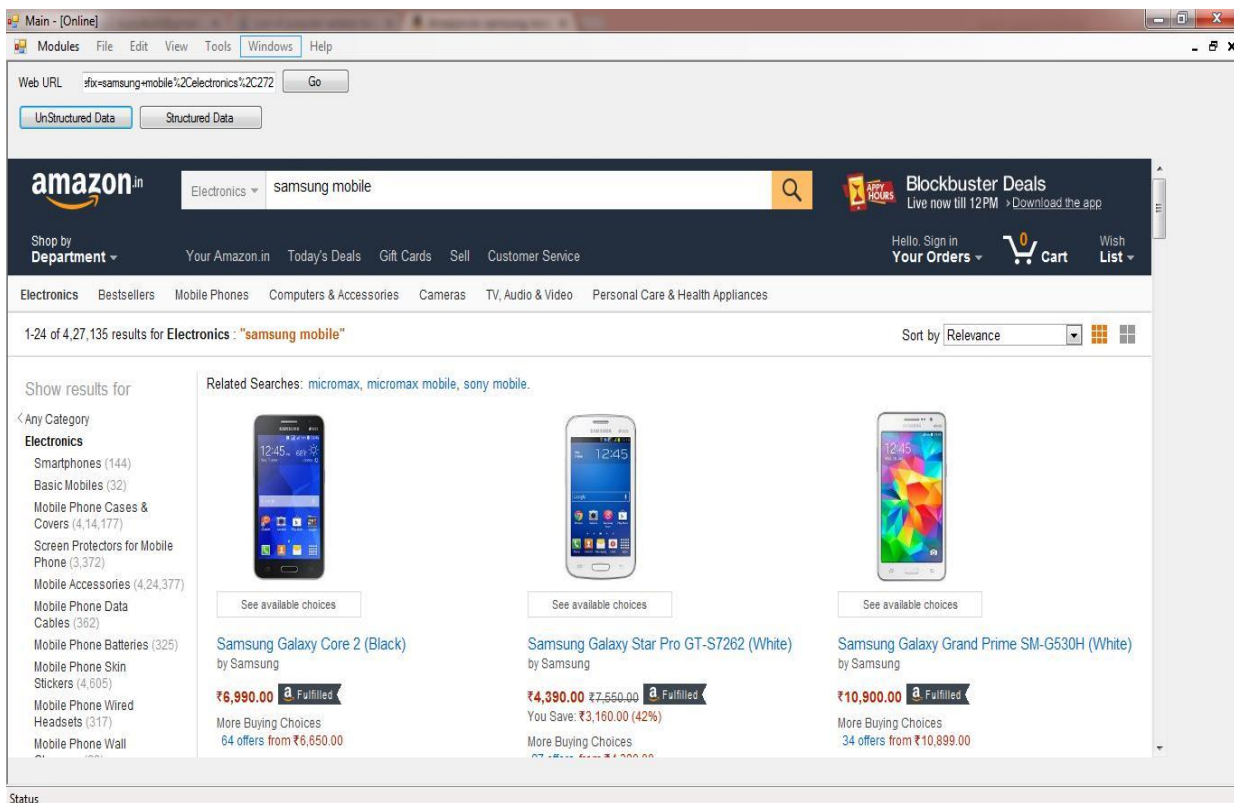 Main - [Online]
Modules File Edit View Tools Windows Help
Web URL efix=samsung+mobile%2Celectronics%2C272 Go
UnStructured Data Structured Data
amazon.in
Electronics samsung mobile
APPY HOURS
Blockbuster Deals
Live now till 12PM >Download the app
Shop by
Department
Your Amazon.in Today's Deals Gift Cards Sell Customer Service
Hello. Sign in
Your Orders
0
Cart
Wish
List
Electronics Bestsellers Mobile Phones Computers & Accessories Cameras TV, Audio & Video Personal Care & Health Appliances
1-24 of 4,27,135 results for Electronics : "samsung mobile"
Sort by Relevance
Show results for
Any Category
Electronics
Smartphones (144)
Basic Mobiles (32)
Mobile Phone Cases &
Covers (4,14,177)
Screen Protectors for Mobile
Phone (3,372)
Mobile Accessories (4,24,377)
Mobile Phone Data
Cables (362)
Mobile Phone Batteries (325)
Mobile Phone Skin
Stickers (4,605)
Mobile Phone Wired
Headsets (317)
Mobile Phone Wall
Related Searches: micromax, micromax mobile, sony mobile.
12:45
See available choices
Samsung Galaxy Core 2 (Black)
by Samsung
₹6,990.00 a Fulfilled
More Buying Choices
64 offers from ₹6,650.00
12:45
See available choices
Samsung Galaxy Star Pro GT-S7262 (White)
by Samsung
₹4,390.00 ₹7,550.00 a Fulfilled
You Save: ₹3,160.00 (42%)
More Buying Choices
12:45
See available choices
Samsung Galaxy Grand Prime SM-G530H (White)
by Samsung
₹10,900.00 a Fulfilled
More Buying Choices
34 offers from ₹10,899.00
Status